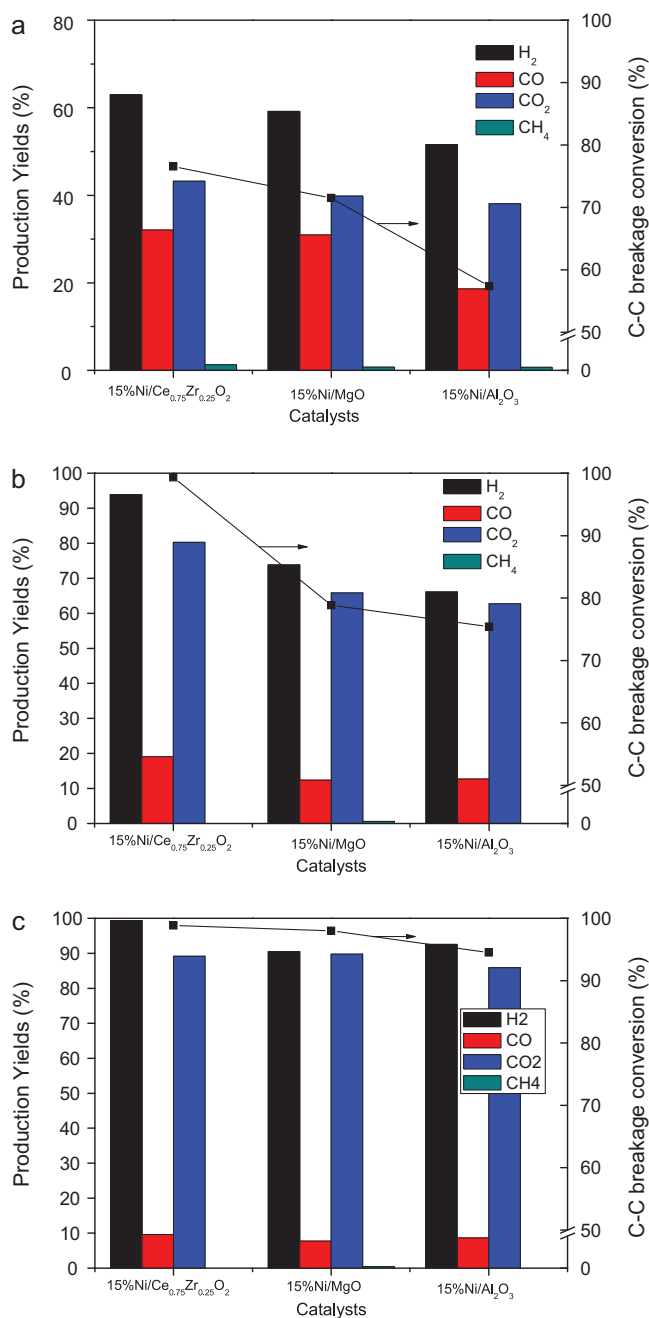 a
80
60
40
20
0
Production Yields (%)
H₂
CO
CO₂
CH₄
100
90
80
70
60
50
0
C-C breakage conversion (%)
15%Ni/Ce₀.₇₅Zr₀.₂₅O₂
15%Ni/MgO
15%Ni/Al₂O₃
Catalysts
b
100
90
80
70
60
50
40
30
20
10
0
Production Yields (%)
H₂
CO
CO₂
CH₄
100
90
80
70
60
50
0
C-C breakage conversion (%)
15%Ni/Ce₀.₇₅Zr₀.₂₅O₂
15%Ni/MgO
15%Ni/Al₂O₃
Catalysts
c
100
90
80
70
60
50
40
30
20
10
0
Production Yields (%)
H2
CO
CO2
CH4
100
90
80
70
60
50
0
C-C breakage conversion (%)
15%Ni/Ce₀.₇₅Zr₀.₂₅O₂
15%Ni/MgO
15%Ni/Al₂O₃
Catalysts